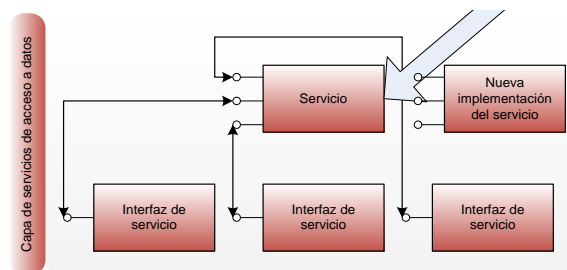 Capa de servicios de acceso a datos
Servicio
Nueva
implementación
del servicio
Interfaz de
servicio
Interfaz de
servicio
Interfaz de
servicio